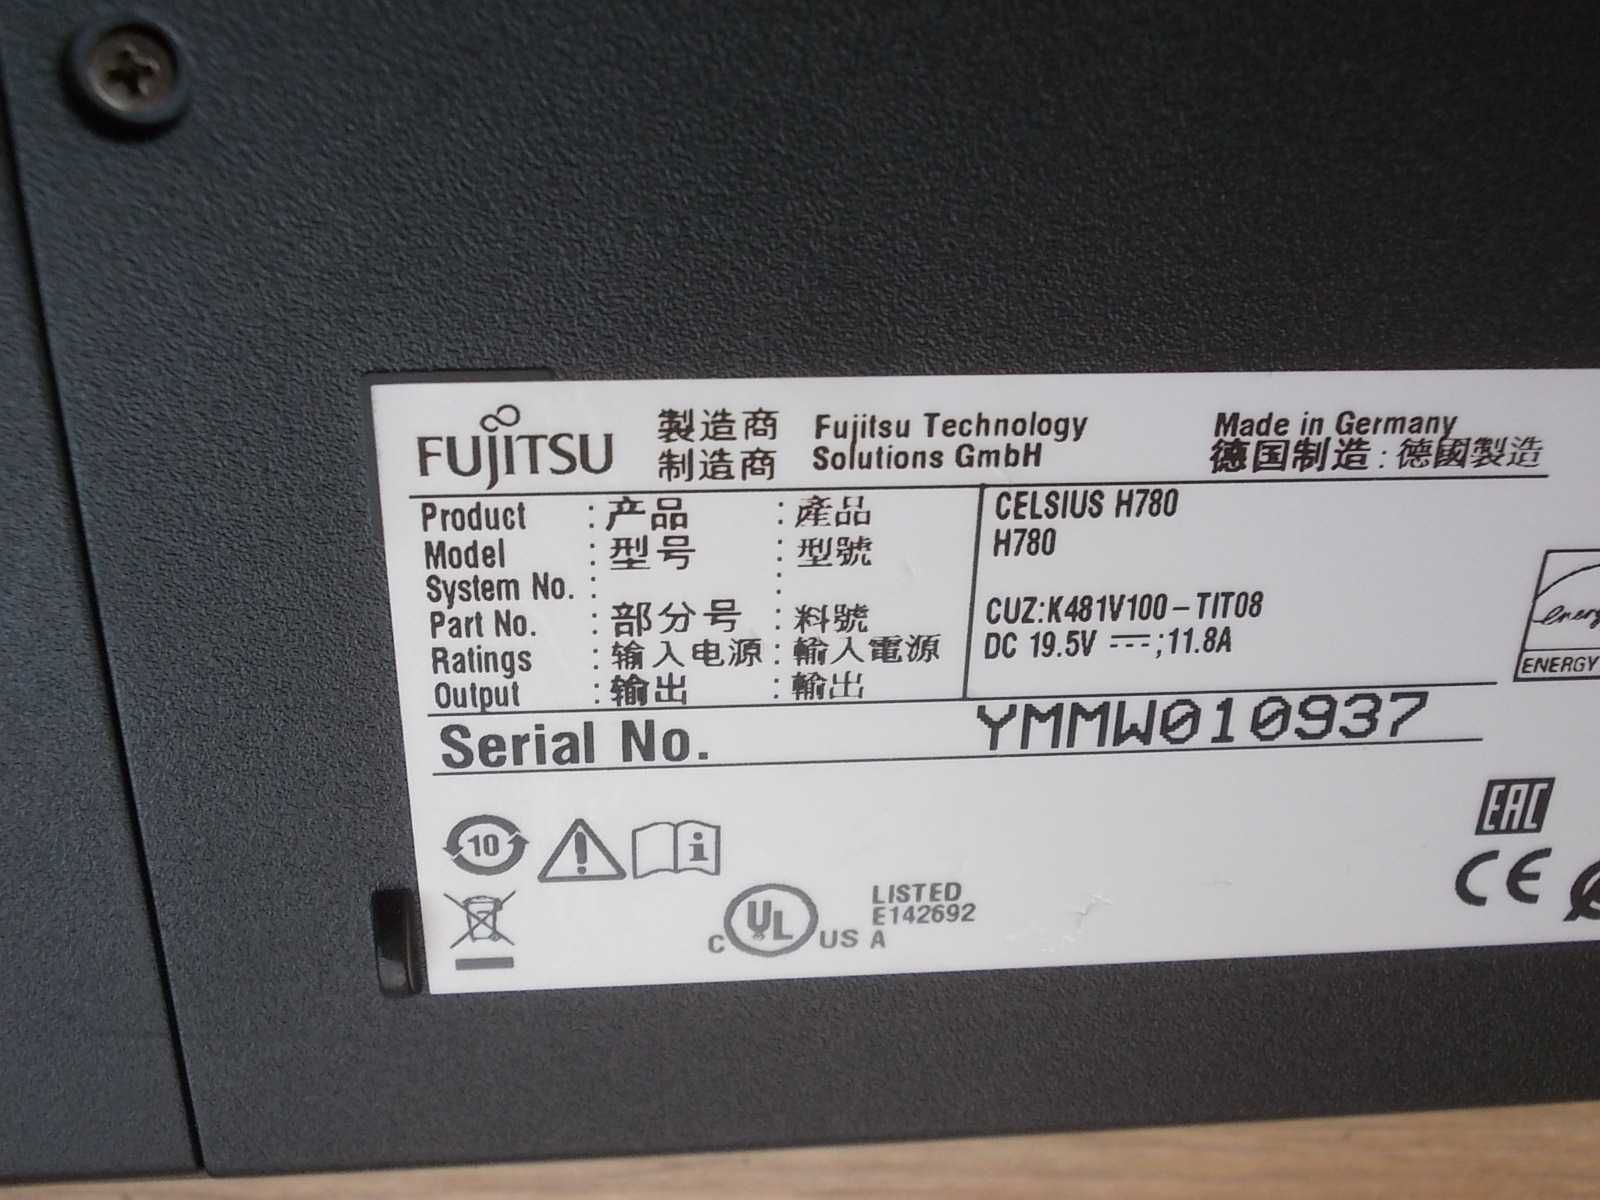 FUJITSU 製造商 Fujitsu Technology Made in Germany
制造商 Solutions GmbH 德国制造 : 德國製造
Product : 产品 : 產品 CELSIUS H780
Model : 型号 : 型號 H780
System No. : :
Part No. : 部分号 : 料號 CUZ:K481V100-TIT08
Ratings : 输入电源 : 輸入電源 DC 19.5V ⎓;11.8A
Output : 输出 : 輸出
Serial No. YMMW010937
energy
ENERGY
EAC
10 i
CE
C UL US LISTED
E142692
A